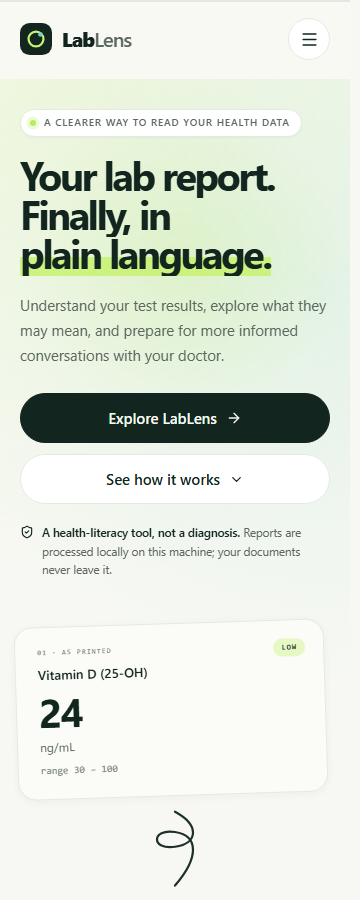 LabLens
A CLEARER WAY TO READ YOUR HEALTH DATA
Your lab report.
Finally, in
plain language.
Understand your test results, explore what they
may mean, and prepare for more informed
conversations with your doctor.
Explore LabLens
See how it works
A health-literacy tool, not a diagnosis. Reports are
processed locally on this machine; your documents
never leave it.
01 · AS PRINTED
LOW
Vitamin D (25-OH)
24
ng/mL
range 30 – 100